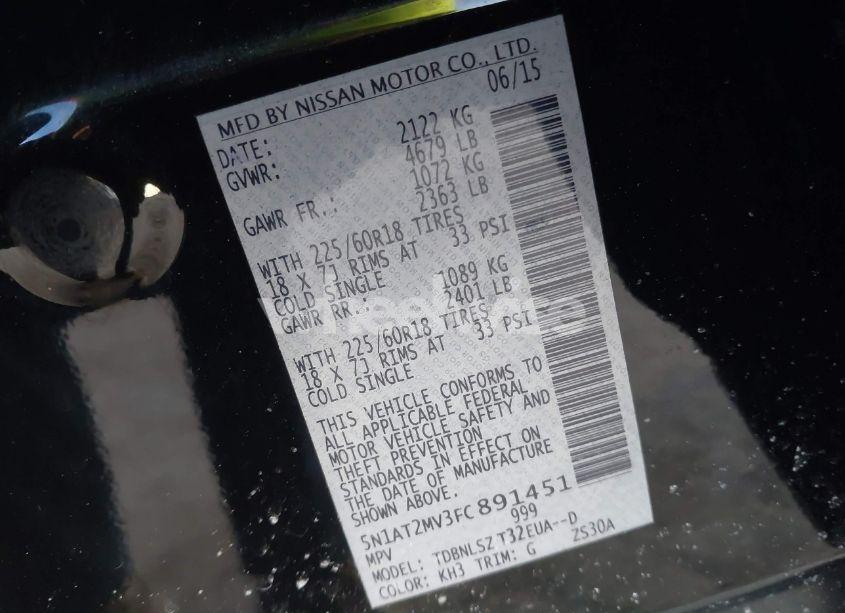 MFD BY NISSAN MOTOR CO., LTD.
DATE: 06/15
GVWR: 2122 KG
4679 LB
GAWR FR.: 1072 KG
2363 LB
WITH 225/60R18 TIRES
18 X 7J RIMS AT 33 PSI
COLD SINGLE
GAWR RR.: 1089 KG
2401 LB
WITH 225/60R18 TIRES
18 X 7J RIMS AT 33 PSI
COLD SINGLE
THIS VEHICLE CONFORMS TO
ALL APPLICABLE FEDERAL
MOTOR VEHICLE SAFETY AND
THEFT PREVENTION
STANDARDS IN EFFECT ON
THE DATE OF MANUFACTURE
SHOWN ABOVE.
5N1AT2MV3FC891451
MPV 999
MODEL: TDBNLSZ T32EUA--D
COLOR: KH3 TRIM: G ZS30A